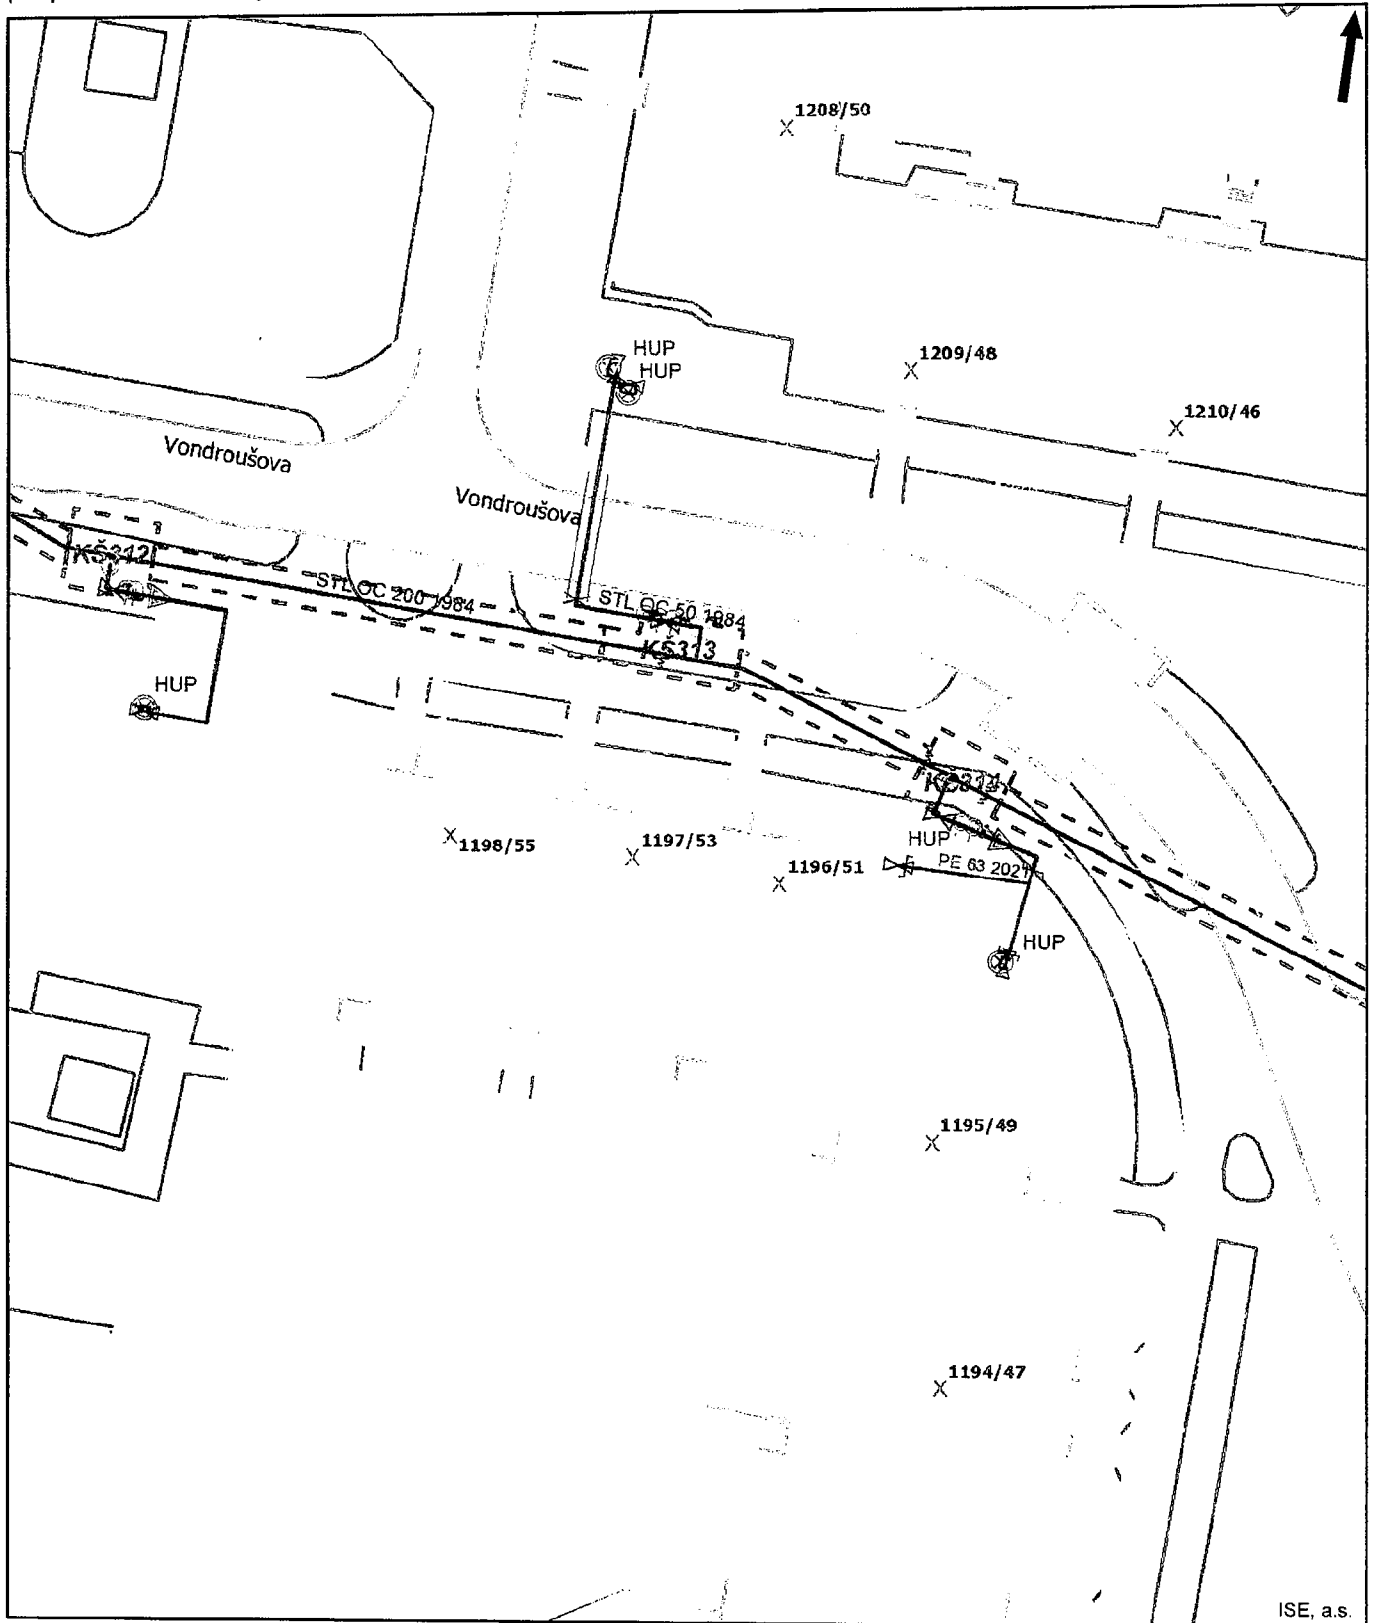 1208/50
HUP
HUP
1209/48
1210/46
Vondroušova
Vondroušova
KŠ312
STL OC 200 1984
STL OC 50 1984
KŠ313
HUP
KŠ314
HUP
PE 63 2021
1198/55
1197/53
1196/51
HUP
1195/49
1194/47
ISE, a.s.